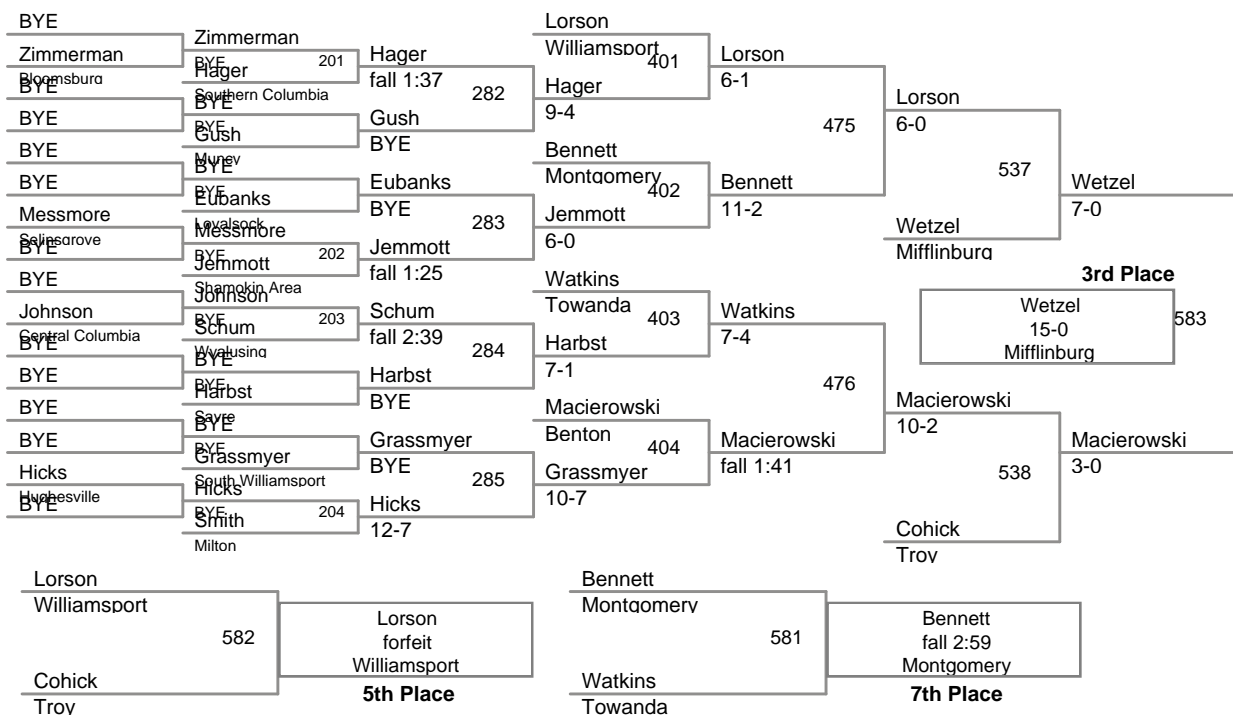 BYE
Zimmerman
Bloomsburg
BYE
BYE
BYE
BYE
Messmore
Selinsgrove
BYE
BYE
Johnson
Central Columbia
BYE
BYE
BYE
BYE
Hicks
Hughesville
BYE
Zimmerman
BYE
201
Hager
Southern Columbia
BYE
BYE
Gush
Muncy
BYE
BYE
Eubanks
Loyalsock
Messmore
BYE
202
Jemmott
Shamokin Area
Johnson
BYE
203
Schum
Wyalusing
BYE
BYE
Harbst
Sayre
BYE
BYE
Grassmyer
South Williamsport
Hicks
BYE
204
Smith
Milton
Hager
fall 1:37
282
Gush
BYE
Eubanks
BYE
283
Jemmott
fall 1:25
Schum
fall 2:39
284
Harbst
BYE
Grassmyer
BYE
285
Hicks
12-7
Lorson
Williamsport
401
Hager
9-4
Bennett
Montgomery
402
Jemmott
6-0
Watkins
Towanda
403
Harbst
7-1
Macierowski
Benton
404
Grassmyer
10-7
Lorson
6-1
475
Bennett
11-2
Watkins
7-4
476
Macierowski
fall 1:41
Lorson
6-0
537
Wetzel
Mifflinburg
Macierowski
10-2
538
Cohick
Troy
Wetzel
7-0
3rd Place
Wetzel
15-0
Mifflinburg
583
Macierowski
3-0
Lorson
Williamsport
582
Cohick
Troy
Lorson
forfeit
Williamsport
5th Place
Bennett
Montgomery
581
Watkins
Towanda
Bennett
fall 2:59
Montgomery
7th Place